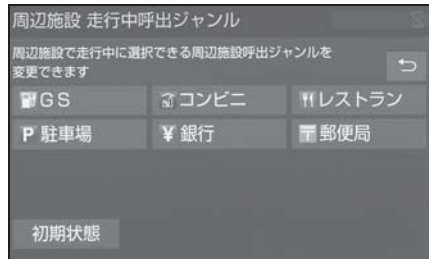 周辺施設 走行中呼出ジャンル
周辺施設で走行中に選択できる周辺施設呼出ジャンルを
変更できます
GS
コンビニ
レストラン
P 駐車場
¥ 銀行
〒 郵便局
初期状態